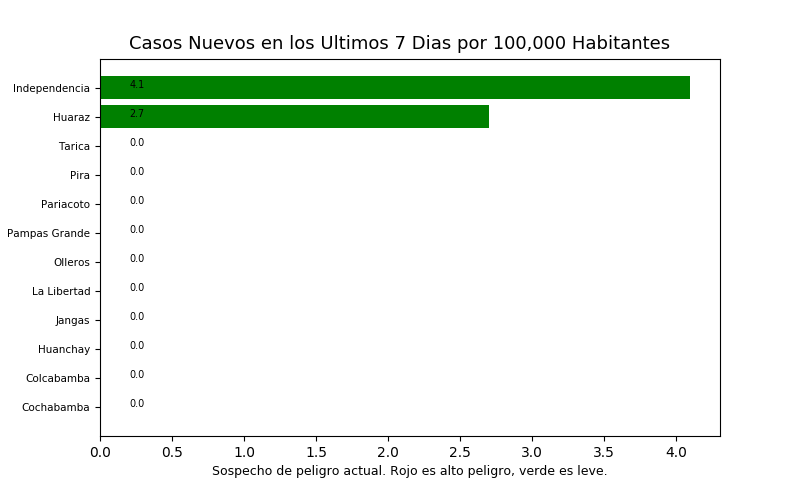 Casos Nuevos en los Ultimos 7 Dias por 100,000 Habitantes
Independencia 4.1
Huaraz 2.7
Tarica 0.0
Pira 0.0
Pariacoto 0.0
Pampas Grande 0.0
Olleros 0.0
La Libertad 0.0
Jangas 0.0
Huanchay 0.0
Colcabamba 0.0
Cochabamba 0.0
0.0 0.5 1.0 1.5 2.0 2.5 3.0 3.5 4.0
Sospecho de peligro actual. Rojo es alto peligro, verde es leve.